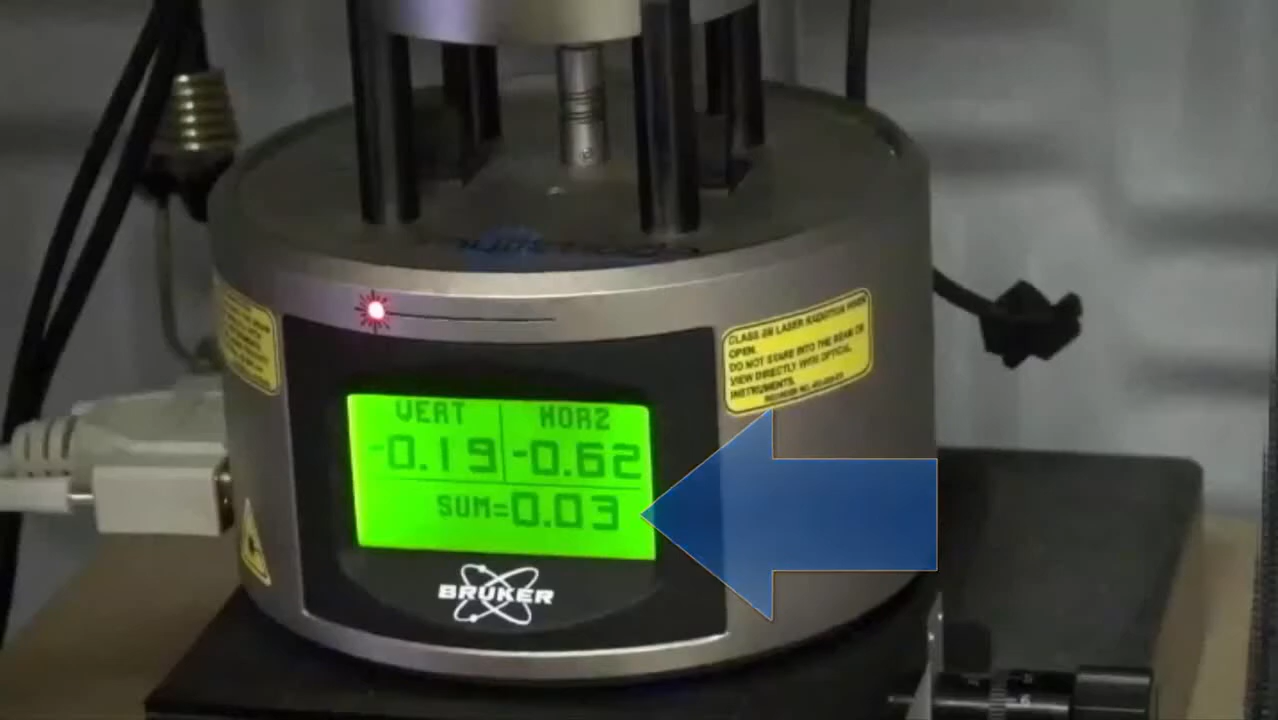 VERT HORZ
-0.19 -0.62
SUM=0.03
BRUKER
CLASS 2M LASER RADIATION WHEN
OPEN.
DO NOT STARE INTO THE BEAM OR
VIEW DIRECTLY WITH OPTICAL
INSTRUMENTS.